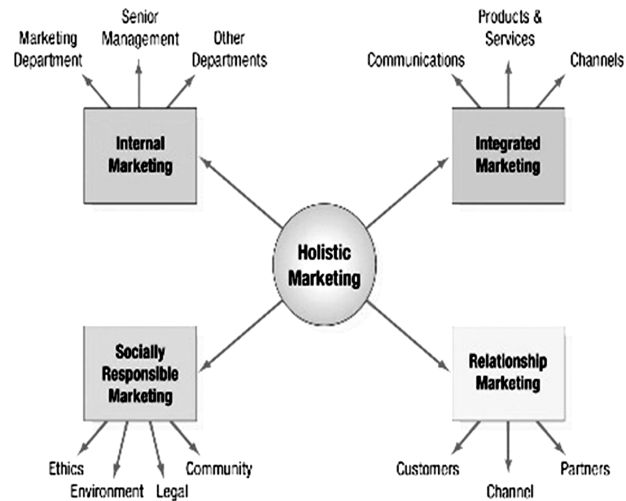 Marketing
Department
Senior
Management
Other
Departments
Internal
Marketing
Communications
Products &
Services
Channels
Integrated
Marketing
Holistic
Marketing
Socially
Responsible
Marketing
Ethics
Environment
Legal
Community
Relationship
Marketing
Customers
Channel
Partners